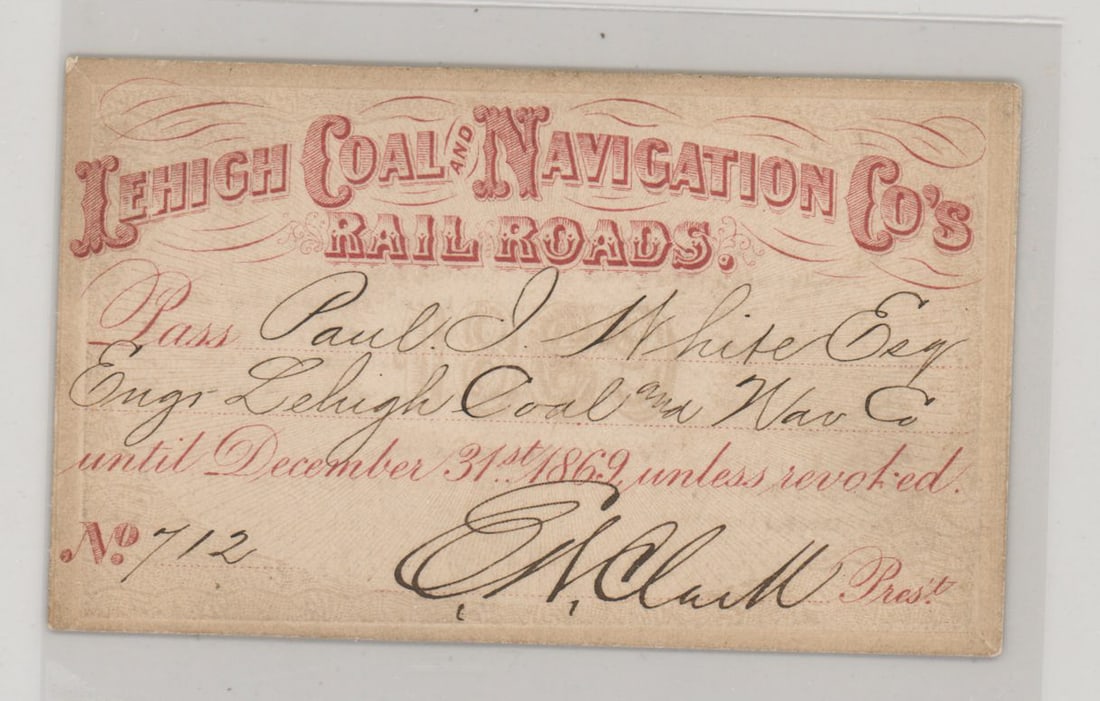 LEHIGH COAL AND NAVIGATION CO'S
RAIL ROADS.
Pass Paul. I. White Esq
Engr Lehigh Coal and Nav Co
until December 31st 1869, unless revoked.
No. 712 E. W. Clark Prest.